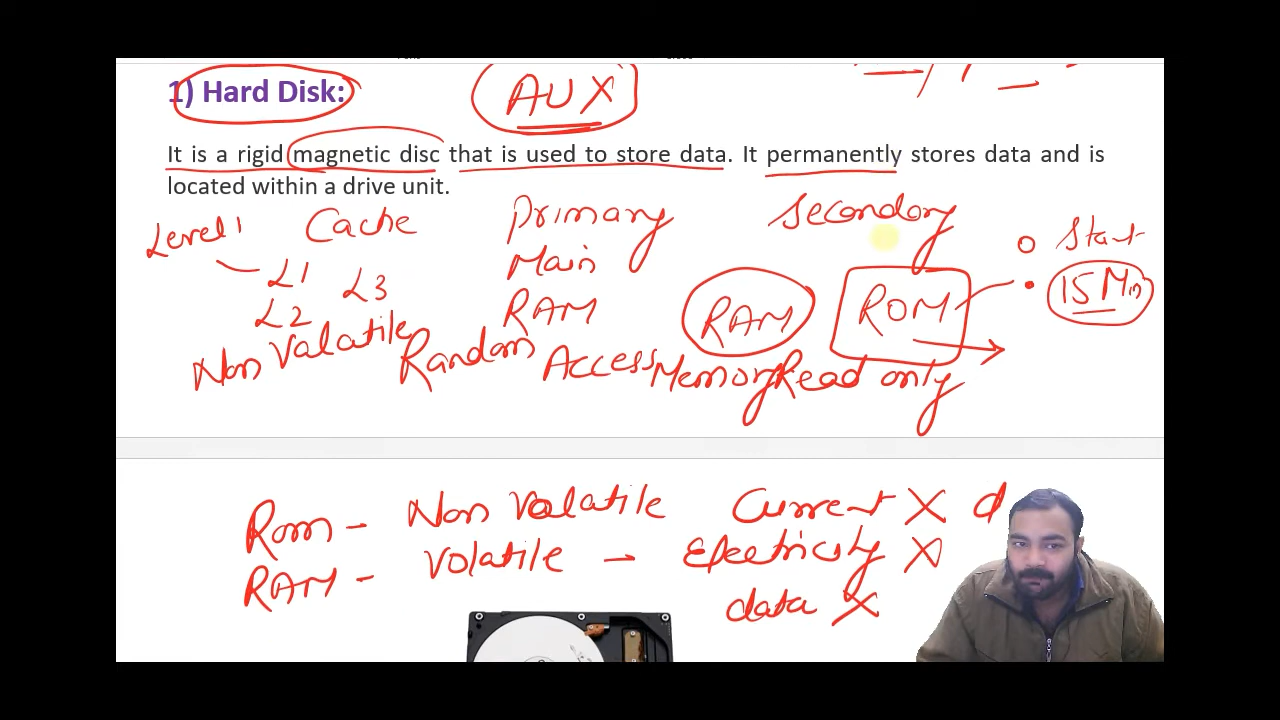 1) Hard Disk:
AUX
It is a rigid magnetic disc that is used to store data. It permanently stores data and is
located within a drive unit.
Level 1 Cache Primary Secondory
L1 L3 Main Start
L2 RAM RAM ROM 15 Min
Non Valatile Random Access Memory Read only
Rom - Non Volatile Current X d
RAM - Volatile - Electricity X
data X